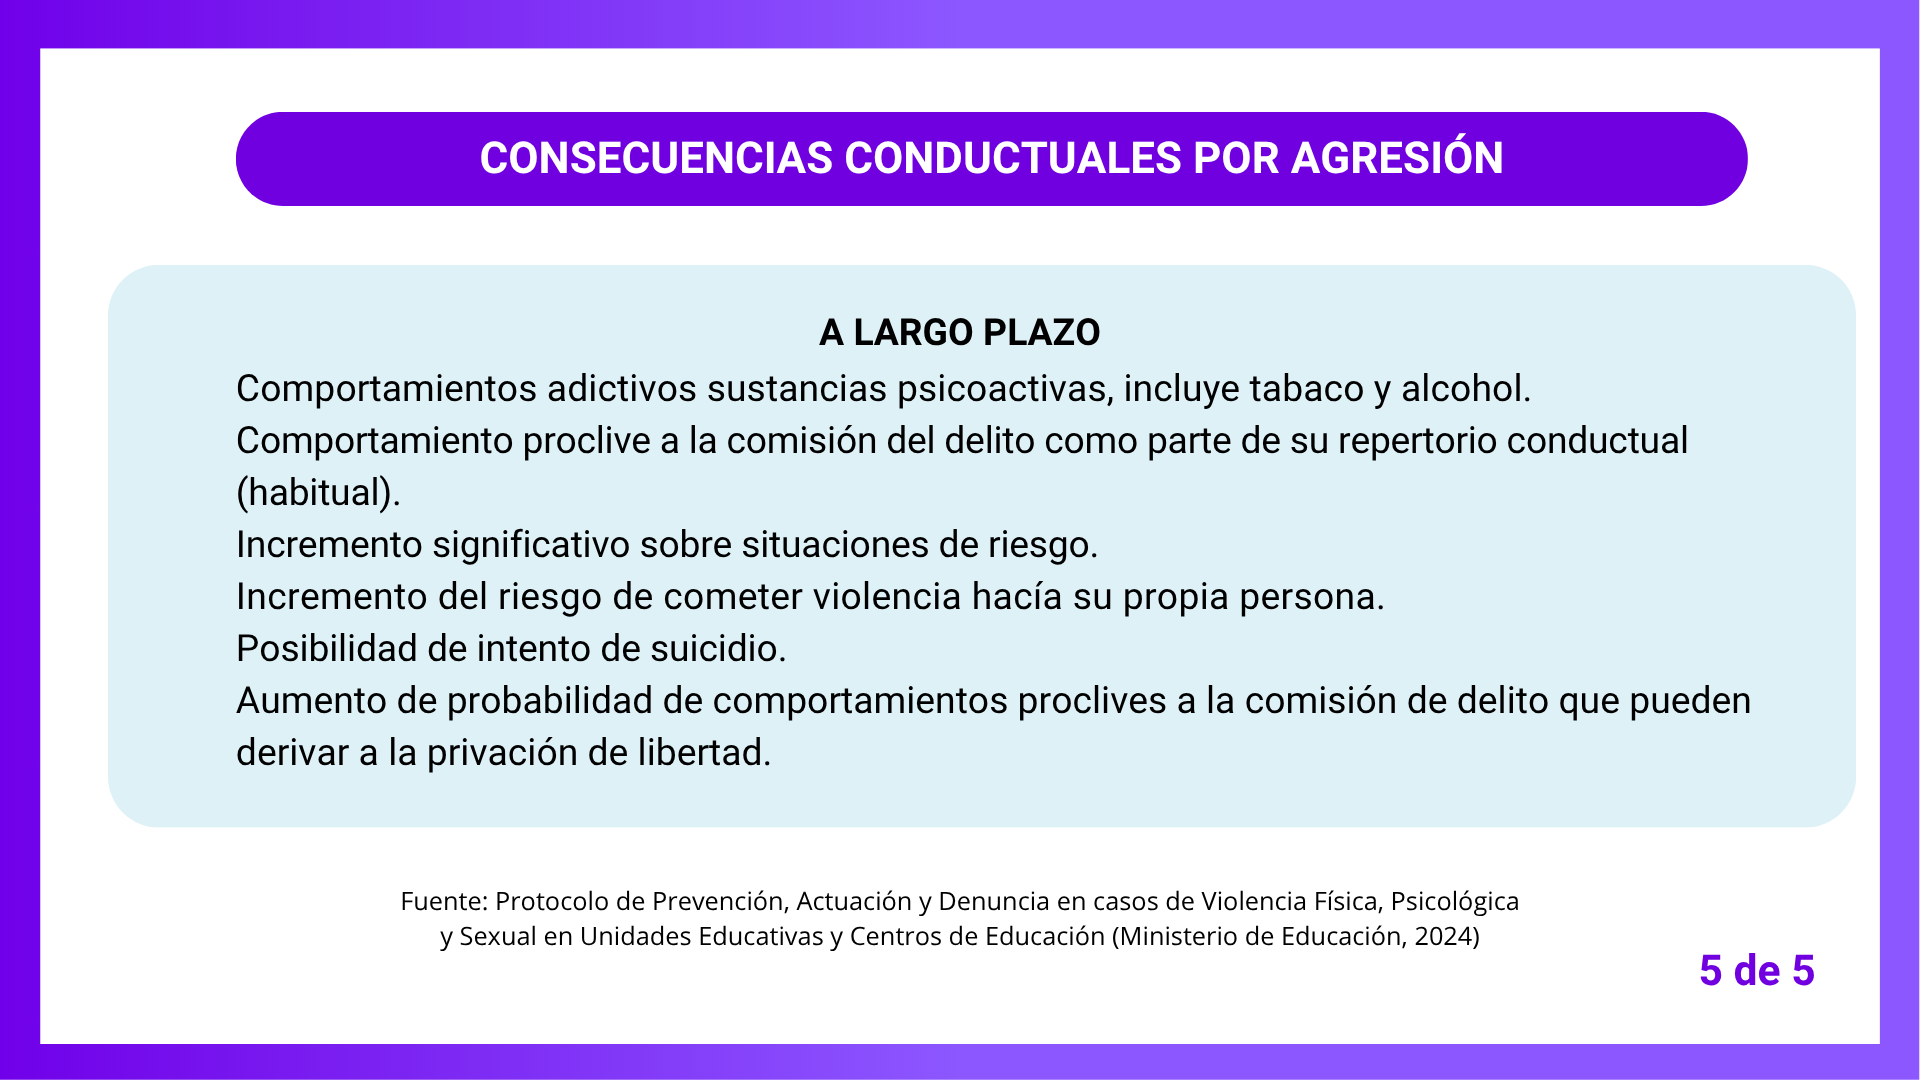 CONSECUENCIAS CONDUCTUALES POR AGRESIÓN
A LARGO PLAZO
Comportamientos adictivos sustancias psicoactivas, incluye tabaco y alcohol.
Comportamiento proclive a la comisión del delito como parte de su repertorio conductual
(habitual).
Incremento significativo sobre situaciones de riesgo.
Incremento del riesgo de cometer violencia hacía su propia persona.
Posibilidad de intento de suicidio.
Aumento de probabilidad de comportamientos proclives a la comisión de delito que pueden
derivar a la privación de libertad.
Fuente: Protocolo de Prevención, Actuación y Denuncia en casos de Violencia Física, Psicológica
y Sexual en Unidades Educativas y Centros de Educación (Ministerio de Educación, 2024)
5 de 5